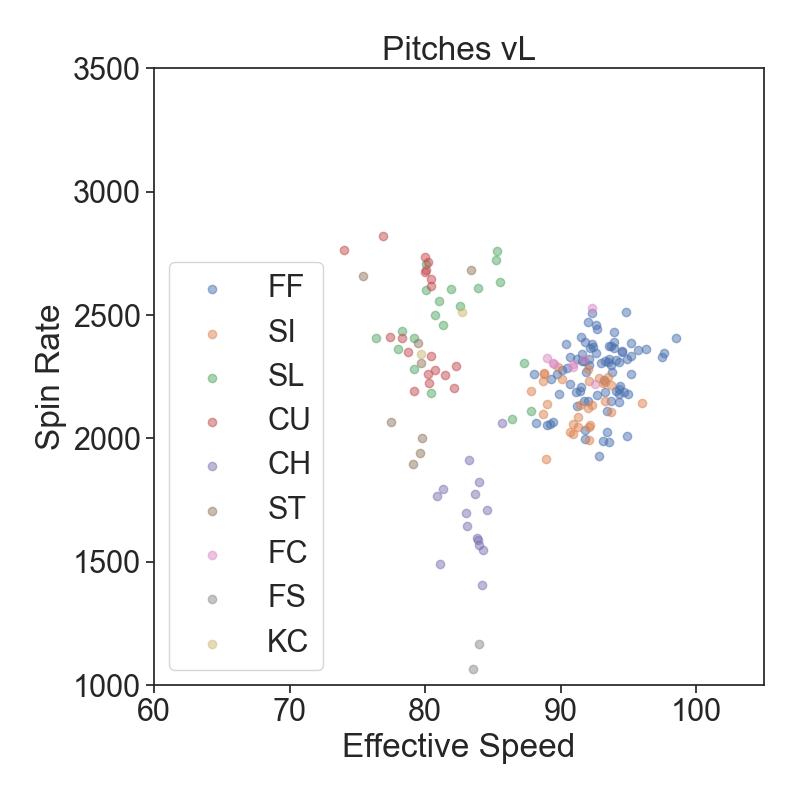 Pitches vL
3500
3000
2500
2000
1500
1000
Spin Rate
FF
SI
SL
CU
CH
ST
FC
FS
KC
60 70 80 90 100
Effective Speed